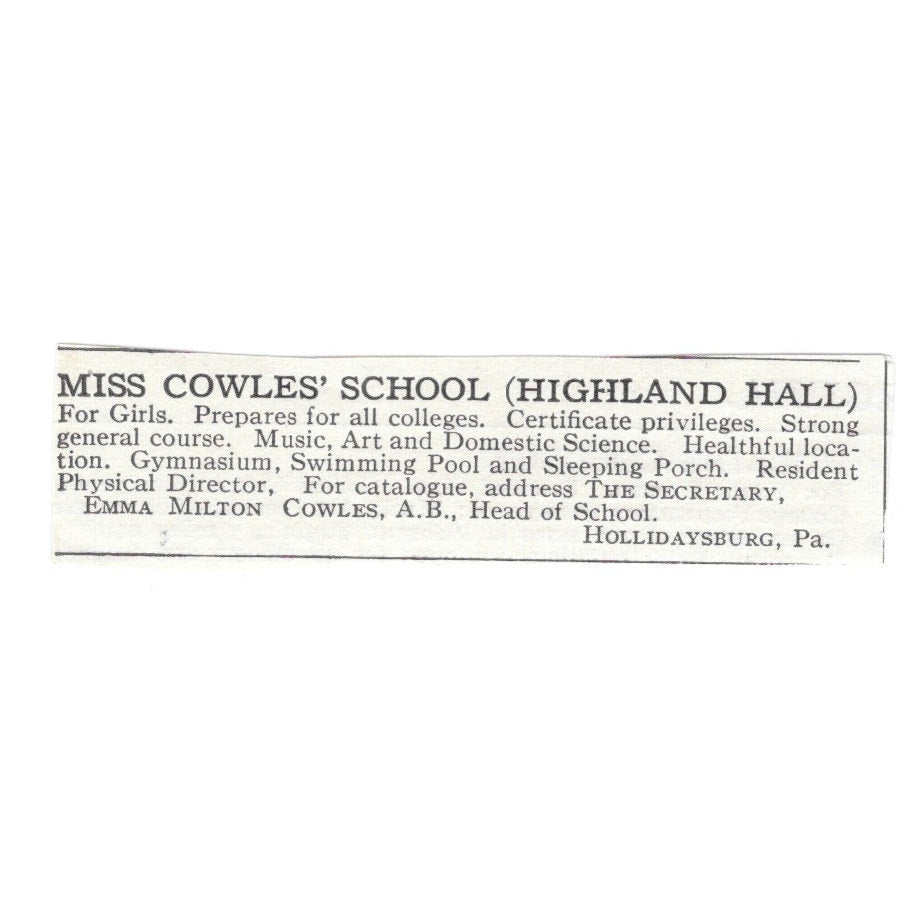 MISS COWLES' SCHOOL (HIGHLAND HALL)
For Girls. Prepares for all colleges. Certificate privileges. Strong
general course. Music, Art and Domestic Science. Healthful loca-
tion. Gymnasium, Swimming Pool and Sleeping Porch. Resident
Physical Director, For catalogue, address THE SECRETARY,
EMMA MILTON COWLES, A.B., Head of School.
HOLLIDAYSBURG, Pa.